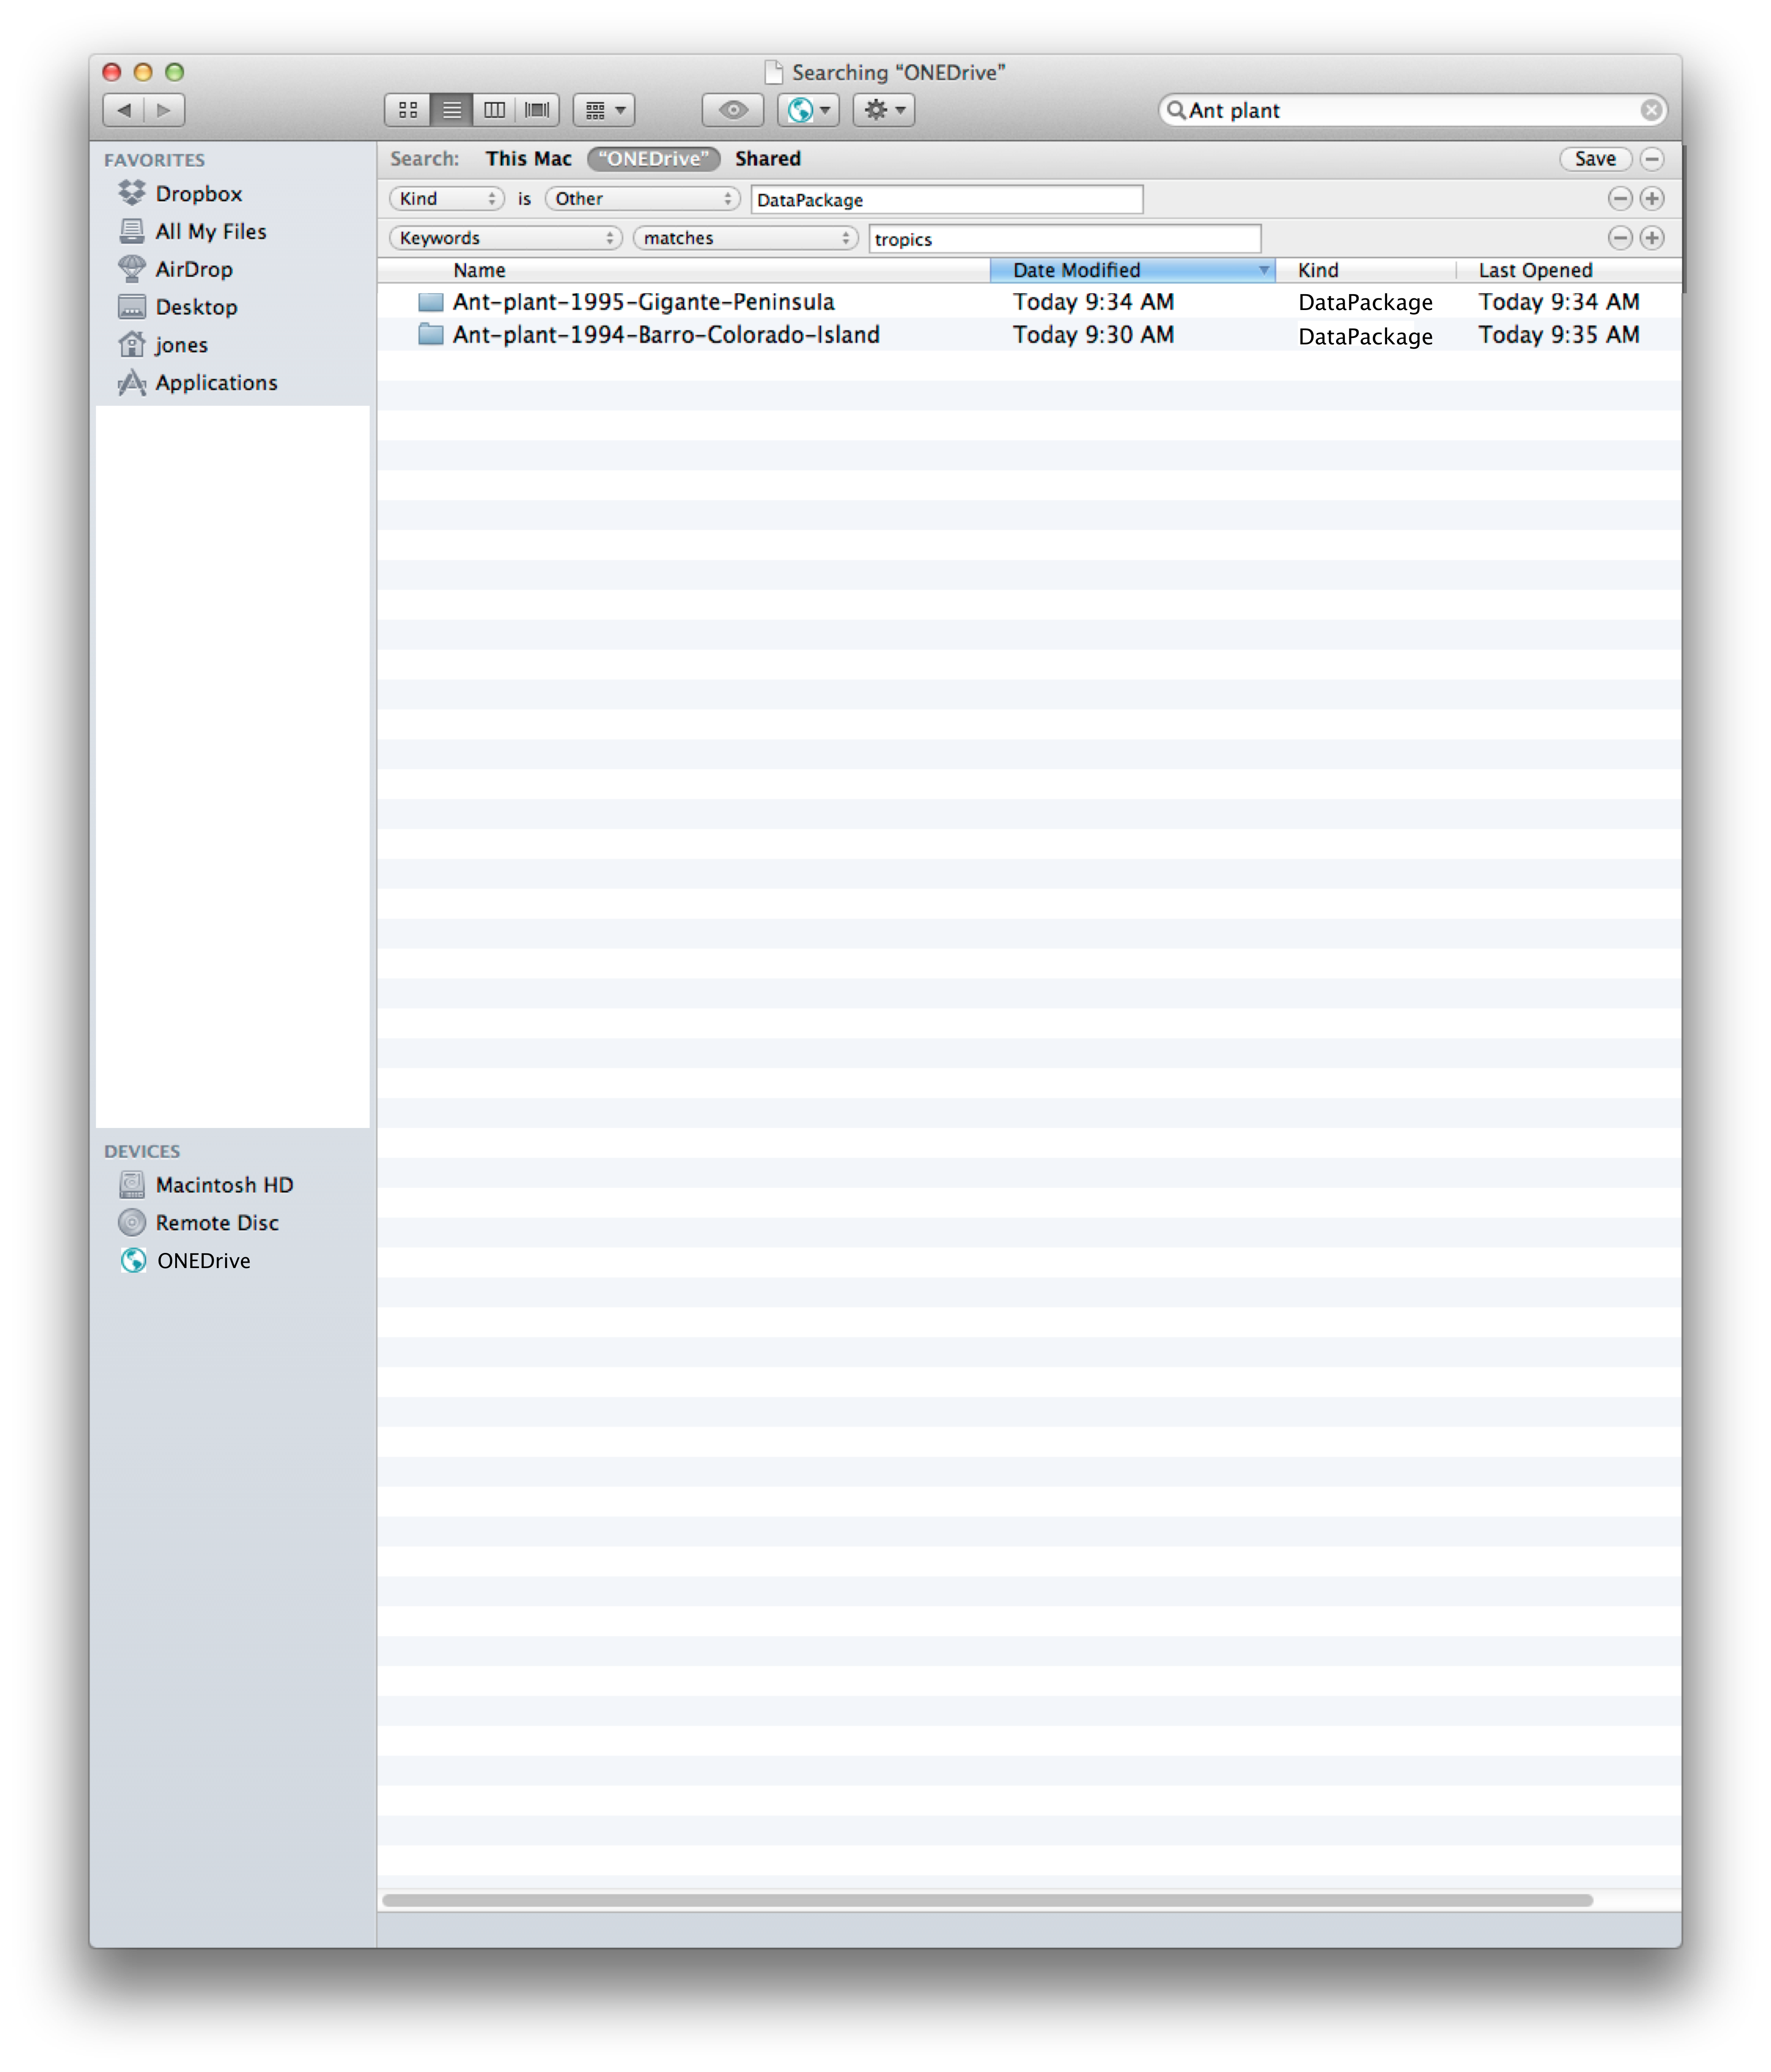 Searching “ONEDrive”
Ant plant
FAVORITES
Dropbox
All My Files
AirDrop
Desktop
jones
Applications
DEVICES
Macintosh HD
Remote Disc
ONEDrive
Search: This Mac “ONEDrive” Shared Save
Kind is Other DataPackage
Keywords matches tropics
Name Date Modified Kind Last Opened
Ant-plant-1995-Gigante-Peninsula Today 9:34 AM DataPackage Today 9:34 AM
Ant-plant-1994-Barro-Colorado-Island Today 9:30 AM DataPackage Today 9:35 AM